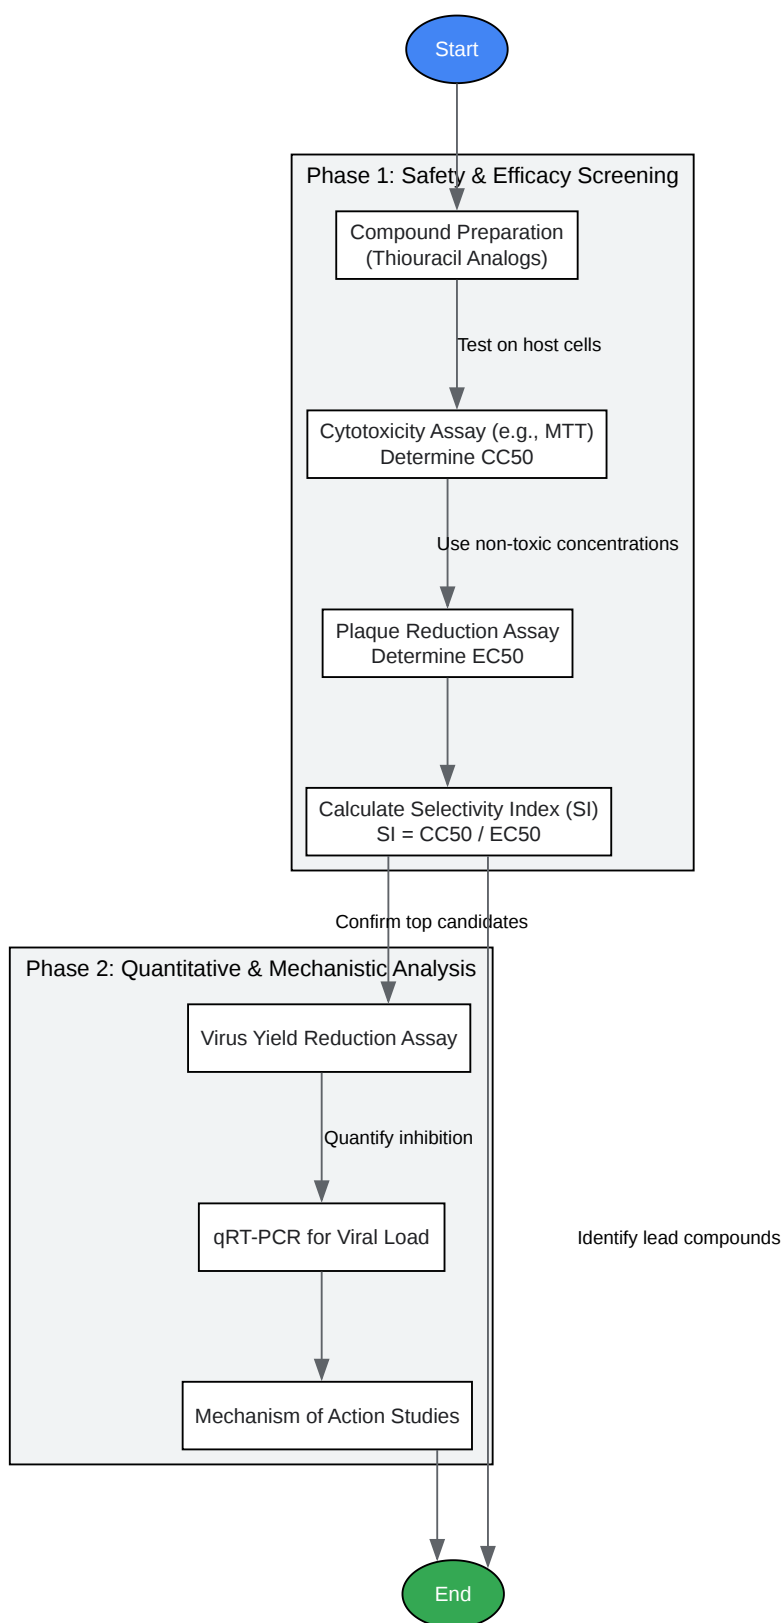 Start
Phase 1: Safety & Efficacy Screening
Compound Preparation
(Thiouracil Analogs)
Test on host cells
Cytotoxicity Assay (e.g., MTT)
Determine CC50
Use non-toxic concentrations
Plaque Reduction Assay
Determine EC50
Calculate Selectivity Index (SI)
SI = CC50 / EC50
Confirm top candidates
Phase 2: Quantitative & Mechanistic Analysis
Virus Yield Reduction Assay
Quantify inhibition
qRT-PCR for Viral Load
Identify lead compounds
Mechanism of Action Studies
End